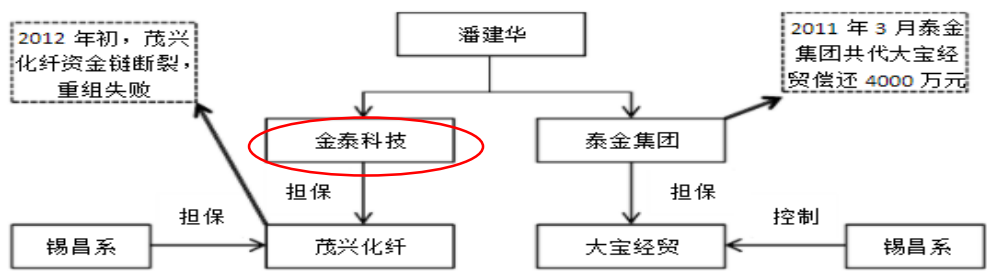 2012 年初，茂兴
化纤资金链断裂，
重组失败
潘建华
2011 年 3 月泰金
集团共代大宝经
贸偿还 4000 万元
金泰科技
泰金集团
担保
担保
担保
控制
锡昌系
茂兴化纤
大宝经贸
锡昌系